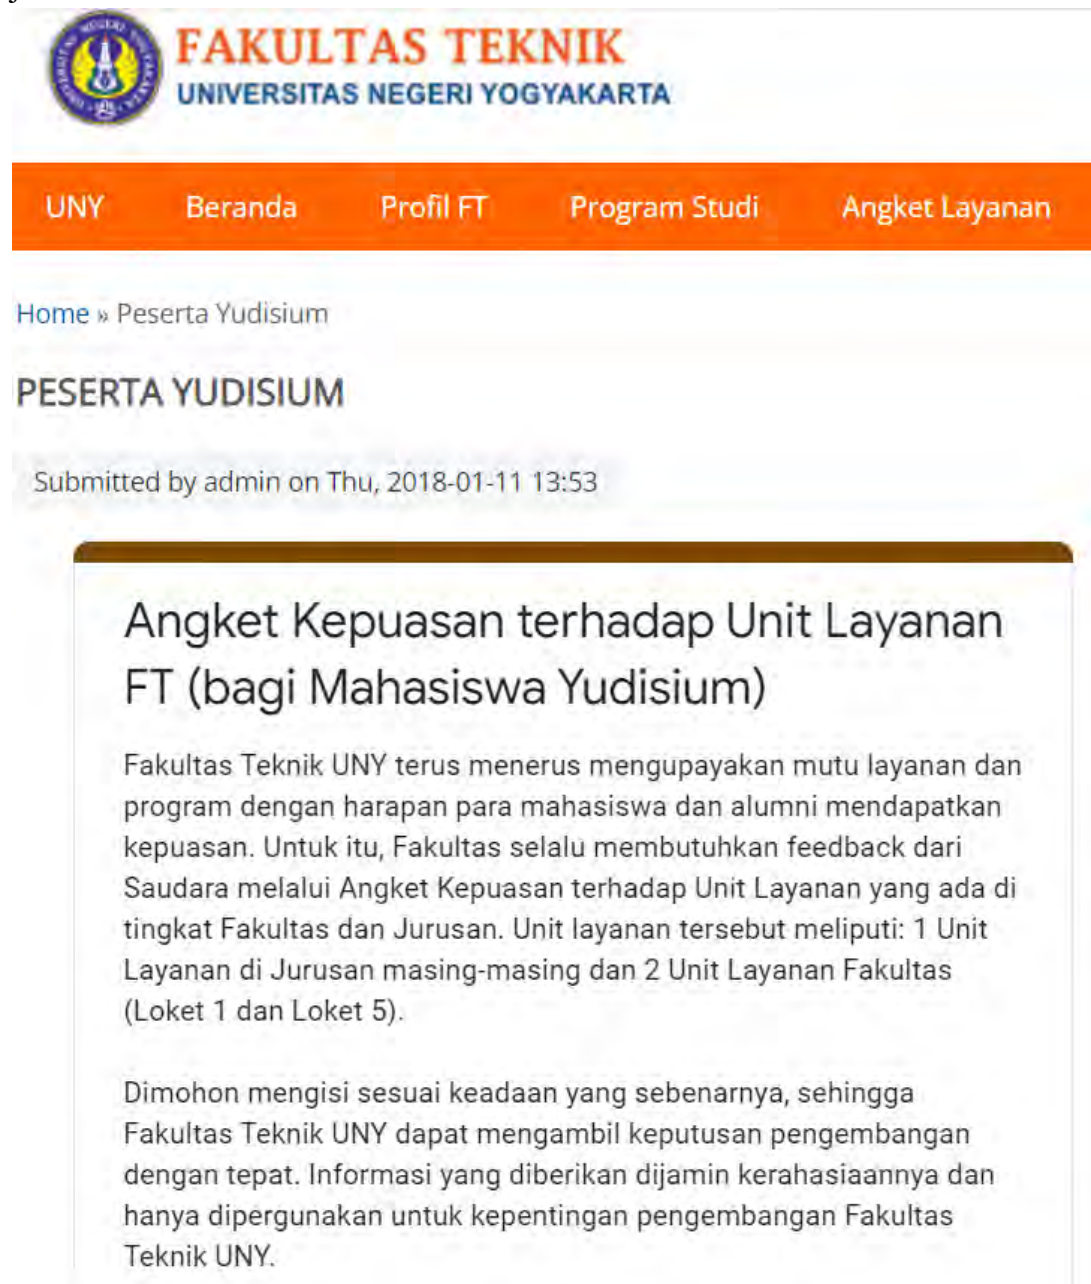 FAKULTAS TEKNIK
UNIVERSITAS NEGERI YOGYAKARTA
UNY Beranda Profil FT Program Studi Angket Layanan
Home » Peserta Yudisium
PESERTA YUDISIUM
Submitted by admin on Thu, 2018-01-11 13:53
Angket Kepuasan terhadap Unit Layanan
FT (bagi Mahasiswa Yudisium)
Fakultas Teknik UNY terus menerus mengupayakan mutu layanan dan
program dengan harapan para mahasiswa dan alumni mendapatkan
kepuasan. Untuk itu, Fakultas selalu membutuhkan feedback dari
Saudara melalui Angket Kepuasan terhadap Unit Layanan yang ada di
tingkat Fakultas dan Jurusan. Unit layanan tersebut meliputi: 1 Unit
Layanan di Jurusan masing-masing dan 2 Unit Layanan Fakultas
(Loket 1 dan Loket 5).
Dimohon mengisi sesuai keadaan yang sebenarnya, sehingga
Fakultas Teknik UNY dapat mengambil keputusan pengembangan
dengan tepat. Informasi yang diberikan dijamin kerahasiaannya dan
hanya dipergunakan untuk kepentingan pengembangan Fakultas
Teknik UNY.